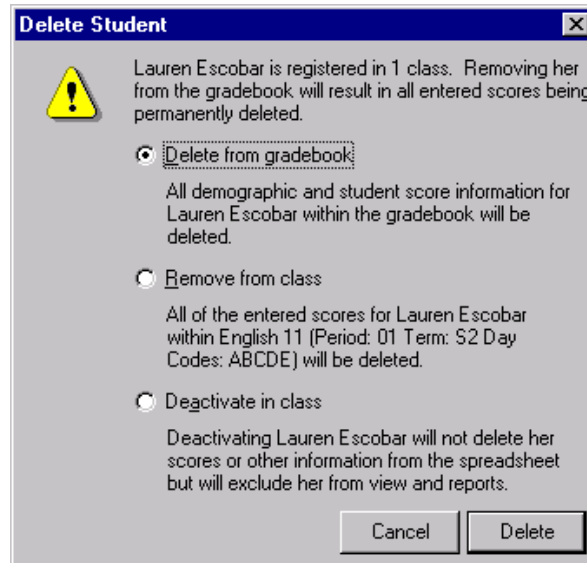 Delete Student
Lauren Escobar is registered in 1 class. Removing her
from the gradebook will result in all entered scores being
permanently deleted.
Delete from gradebook
All demographic and student score information for
Lauren Escobar within the gradebook will be
deleted.
Remove from class
All of the entered scores for Lauren Escobar
within English 11 (Period: 01 Term: S2 Day
Codes: ABCDE) will be deleted.
Deactivate in class
Deactivating Lauren Escobar will not delete her
scores or other information from the spreadsheet
but will exclude her from view and reports.
Cancel Delete